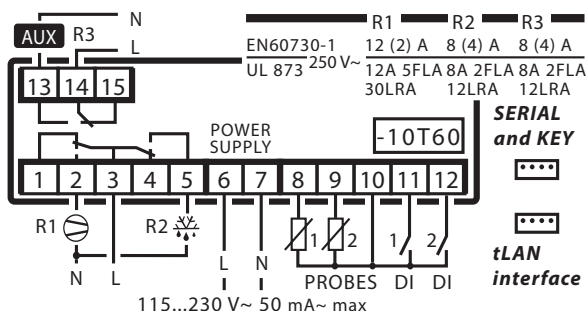 N
R1 R2 R3
AUX R3 L
EN60730-1 250 V~ 12 (2) A 8 (4) A 8 (4) A
UL 873 12A 5FLA 8A 2FLA 8A 2FLA
30LRA 12LRA 12LRA
13 14 15
SERIAL
and KEY
POWER
SUPPLY
-10T60
1 2 3 4 5 6 7 8 9 10 11 12
R1 R2 1 2 1 2
tLAN
interface
N L L N PROBES DI DI
115...230 V~ 50 mA~ max